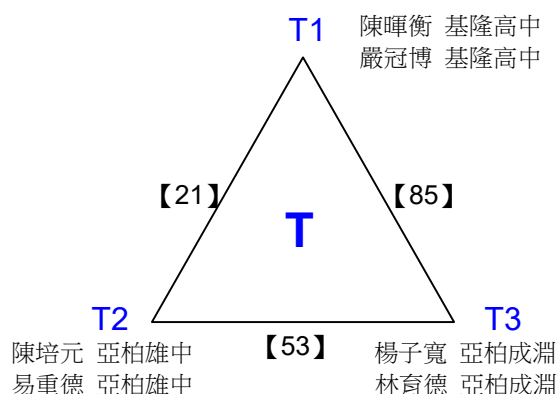 T1
陳暉衡 基隆高中
嚴冠博 基隆高中
【21】
【85】
T
T2
T3
【53】
陳培元 亞柏雄中
易重德 亞柏雄中
楊子寬 亞柏成淵
林育德 亞柏成淵